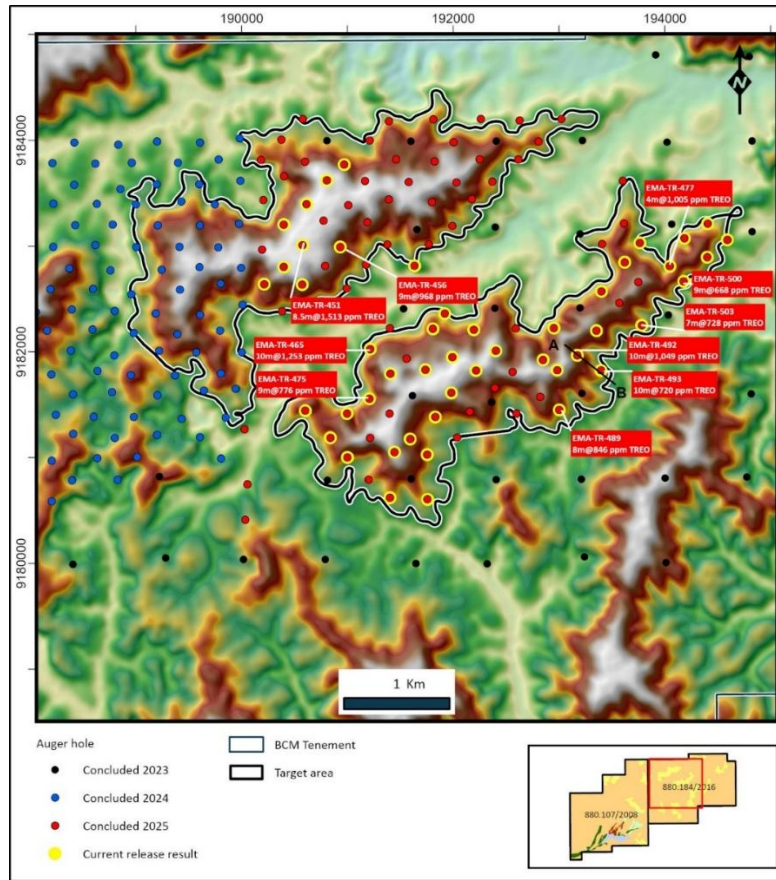 190000
192000
194000
9184000
9182000
9180000
N
EMA-TR-477
4m@1,005 ppm TREO
EMA-TR-456
9m@968 ppm TREO
EMA-TR-500
9m@668 ppm TREO
EMA-TR-451
8.5m@1,513 ppm TREO
EMA-TR-503
7m@728 ppm TREO
EMA-TR-465
10m@1,253 ppm TREO
EMA-TR-492
10m@1,049 ppm TREO
A
EMA-TR-475
9m@776 ppm TREO
EMA-TR-493
10m@720 ppm TREO
B
EMA-TR-489
8m@846 ppm TREO
1 Km
Auger hole
Concluded 2023
Concluded 2024
Concluded 2025
Current release result
BCM Tenement
Target area
880.184/2016
880.107/2008